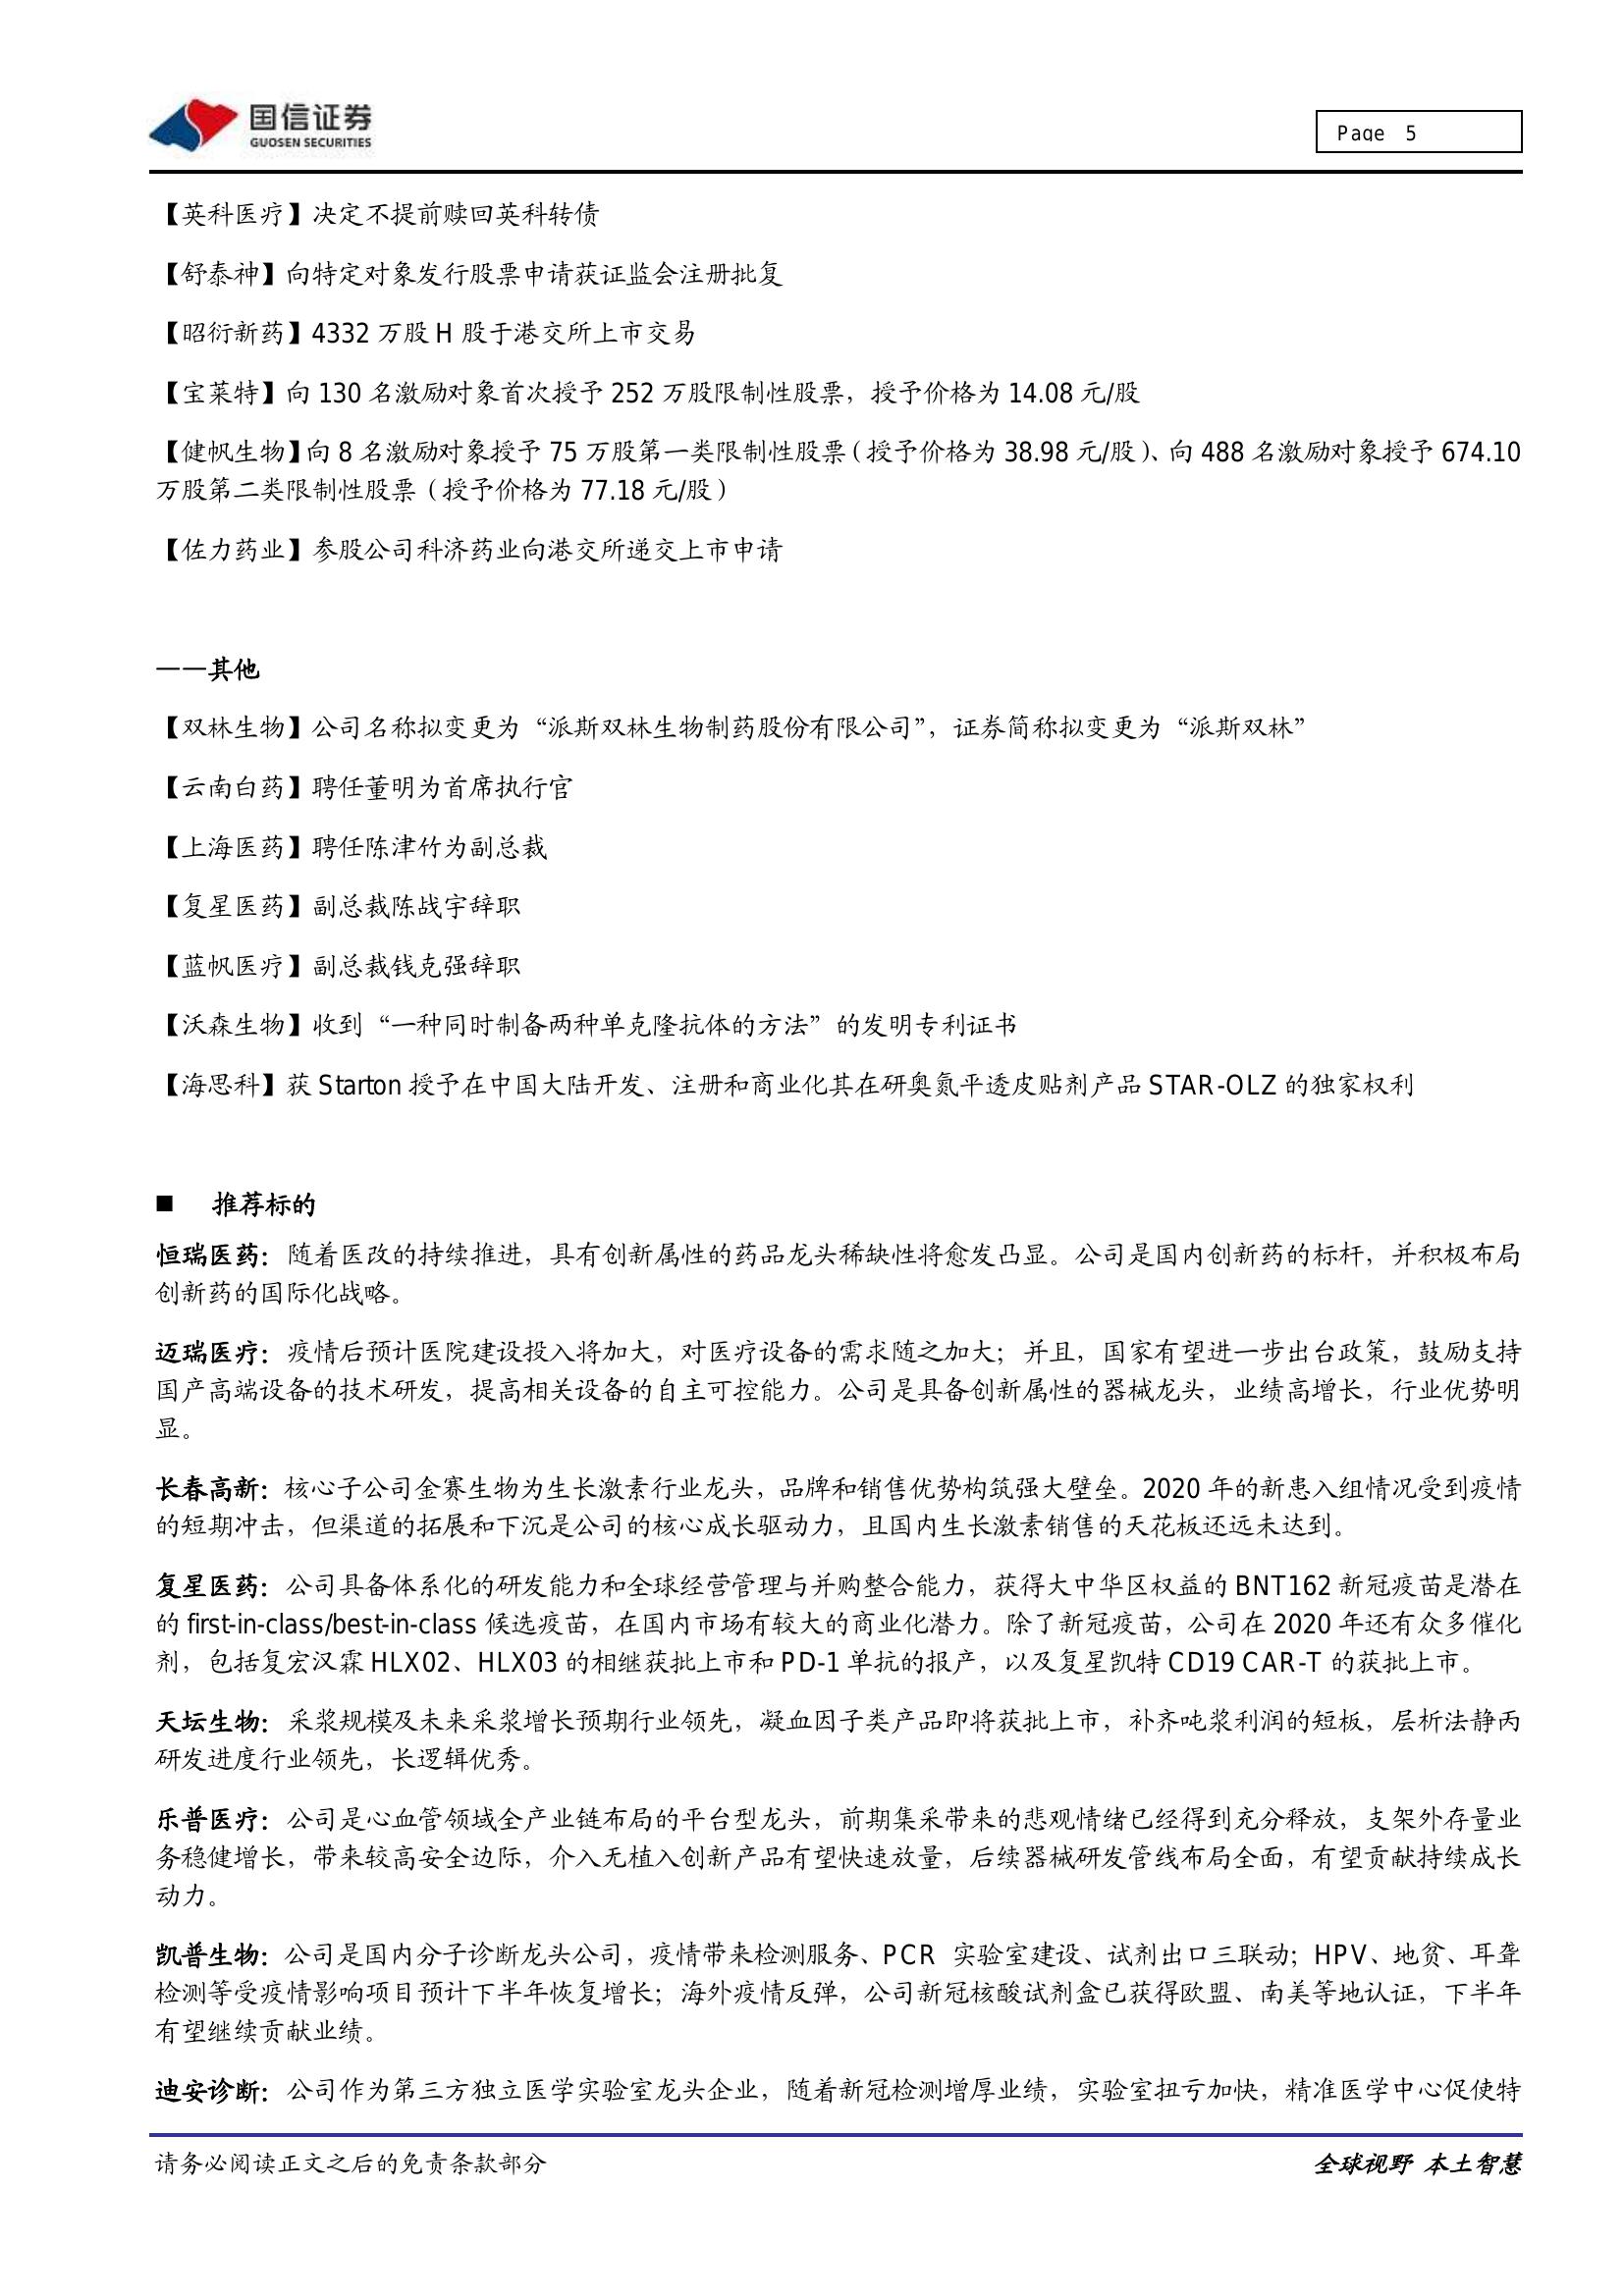 国信证券
GUOSEN SECURITIES
Page 5
【英科医疗】决定不提前赎回英科转债
【舒泰神】向特定对象发行股票申请获证监会注册批复
【昭衍新药】4332 万股 H 股于港交所上市交易
【宝莱特】向 130 名激励对象首次授予 252 万股限制性股票，授予价格为 14.08 元/股
【健帆生物】向 8 名激励对象授予 75 万股第一类限制性股票（授予价格为 38.98 元/股）、向 488 名激励对象授予 674.10
万股第二类限制性股票（授予价格为 77.18 元/股）
【佐力药业】参股公司科济药业向港交所递交上市申请
——其他
【双林生物】公司名称拟变更为“派斯双林生物制药股份有限公司”，证券简称拟变更为“派斯双林”
【云南白药】聘任董明为首席执行官
【上海医药】聘任陈津竹为副总裁
【复星医药】副总裁陈战宇辞职
【蓝帆医疗】副总裁钱克强辞职
【沃森生物】收到“一种同时制备两种单克隆抗体的方法”的发明专利证书
【海思科】获 Starton 授予在中国大陆开发、注册和商业化其在研奥氮平透皮贴剂产品 STAR-OLZ 的独家权利
■ 推荐标的
恒瑞医药：随着医改的持续推进，具有创新属性的药品龙头稀缺性将愈发凸显。公司是国内创新药的标杆，并积极布局
创新药的国际化战略。
迈瑞医疗：疫情后预计医院建设投入将加大，对医疗设备的需求随之加大；并且，国家有望进一步出台政策，鼓励支持
国产高端设备的技术研发，提高相关设备的自主可控能力。公司是具备创新属性的器械龙头，业绩高增长，行业优势明
显。
长春高新：核心子公司金赛生物为生长激素行业龙头，品牌和销售优势构筑强大壁垒。2020 年的新患入组情况受到疫情
的短期冲击，但渠道的拓展和下沉是公司的核心成长驱动力，且国内生长激素销售的天花板还远未达到。
复星医药：公司具备体系化的研发能力和全球经营管理与并购整合能力，获得大中华区权益的 BNT162 新冠疫苗是潜在
的 first-in-class/best-in-class 候选疫苗，在国内市场有较大的商业化潜力。除了新冠疫苗，公司在 2020 年还有众多催化
剂，包括复宏汉霖 HLX02、HLX03 的相继获批上市和 PD-1 单抗的报产，以及复星凯特 CD19 CAR-T 的获批上市。
天坛生物：采浆规模及未来采浆增长预期行业领先，凝血因子类产品即将获批上市，补齐吨浆利润的短板，层析法静丙
研发进度行业领先，长逻辑优秀。
乐普医疗：公司是心血管领域全产业链布局的平台型龙头，前期集采带来的悲观情绪已经得到充分释放，支架外存量业
务稳健增长，带来较高安全边际，介入无植入创新产品有望快速放量，后续器械研发管线布局全面，有望贡献持续成长
动力。
凯普生物：公司是国内分子诊断龙头公司，疫情带来检测服务、PCR 实验室建设、试剂出口三联动；HPV、地贫、耳聋
检测等受疫情影响项目预计下半年恢复增长；海外疫情反弹，公司新冠核酸试剂盒已获得欧盟、南美等地认证，下半年
有望继续贡献业绩。
迪安诊断：公司作为第三方独立医学实验室龙头企业，随着新冠检测增厚业绩，实验室扭亏加快，精准医学中心促使特
请务必阅读正文之后的免责条款部分
全球视野 本土智慧